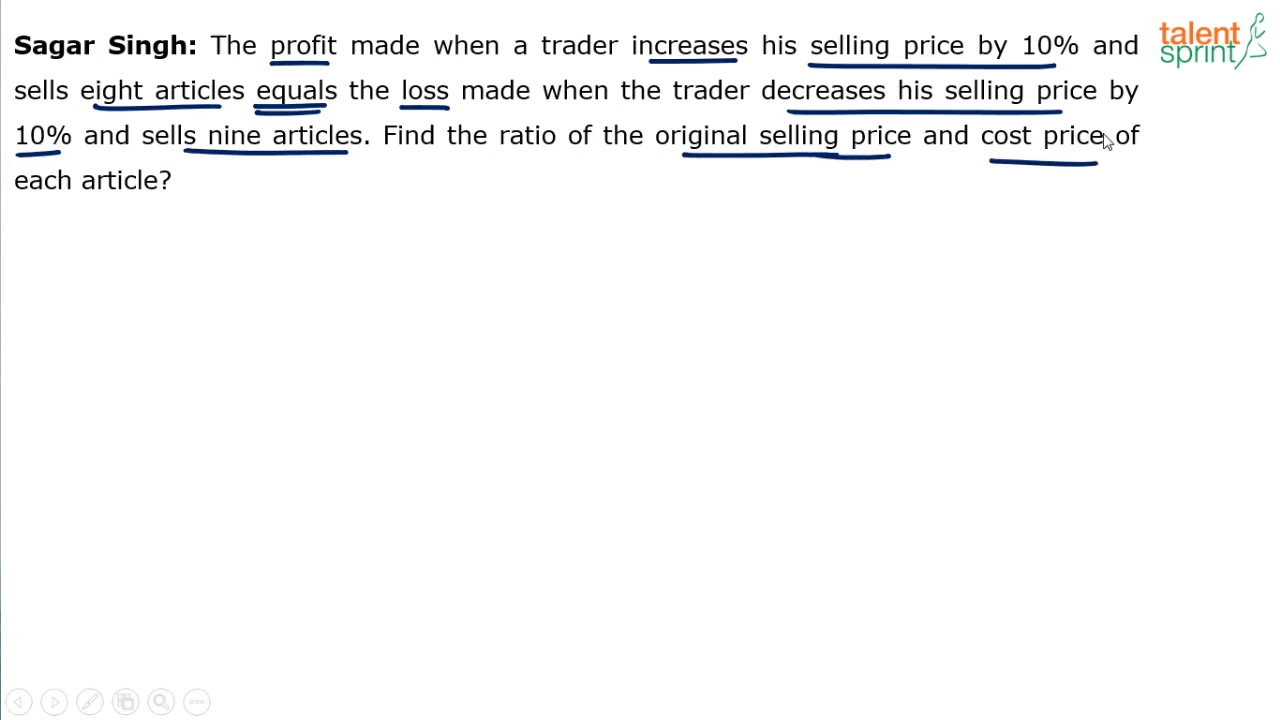 Sagar Singh: The profit made when a trader increases his selling price by 10% and
sells eight articles equals the loss made when the trader decreases his selling price by
10% and sells nine articles. Find the ratio of the original selling price and cost price of
each article?
talent
sprint